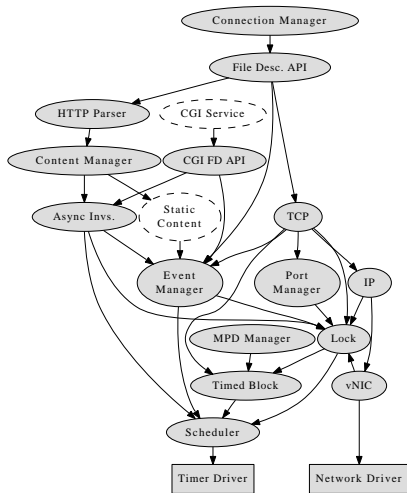 Connection Manager
File Desc. API
HTTP Parser
CGI Service
Content Manager
CGI FD API
Async Invs.
Static
Content
TCP
Event
Manager
Port
Manager
IP
MPD Manager
Lock
Timed Block
vNIC
Scheduler
Timer Driver
Network Driver